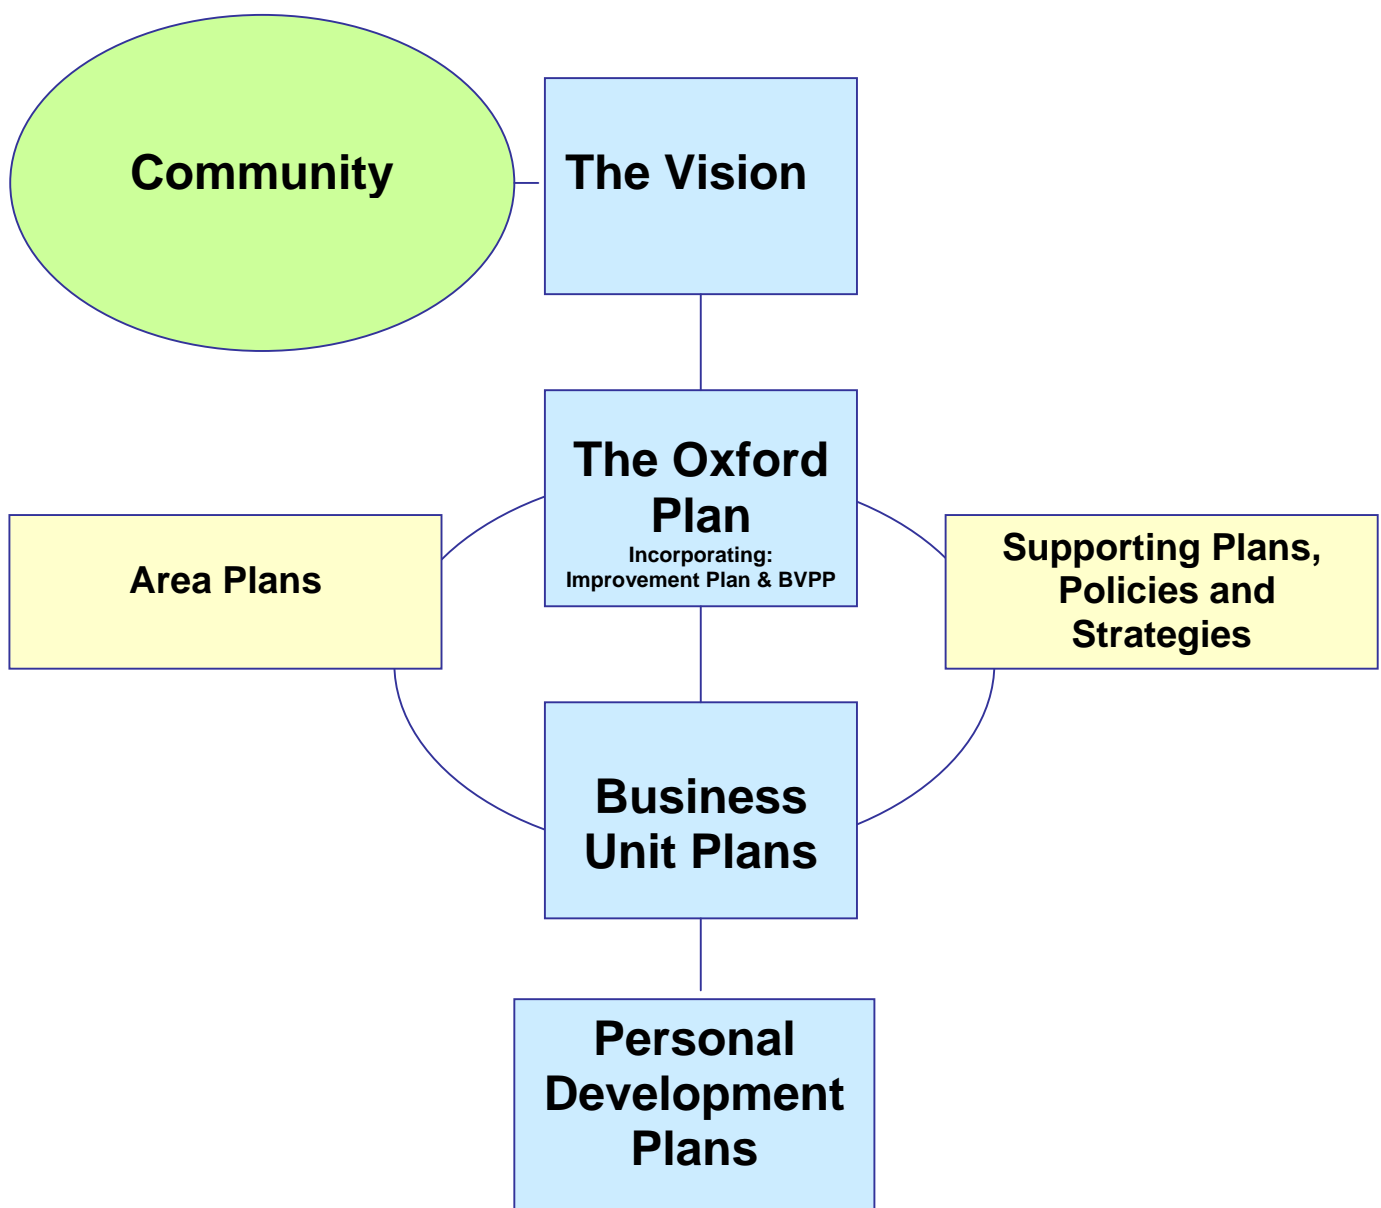 Community
The Vision
The Oxford
Plan
Incorporating:
Improvement Plan & BVPP
Area Plans
Supporting Plans,
Policies and
Strategies
Business
Unit Plans
Personal
Development
Plans